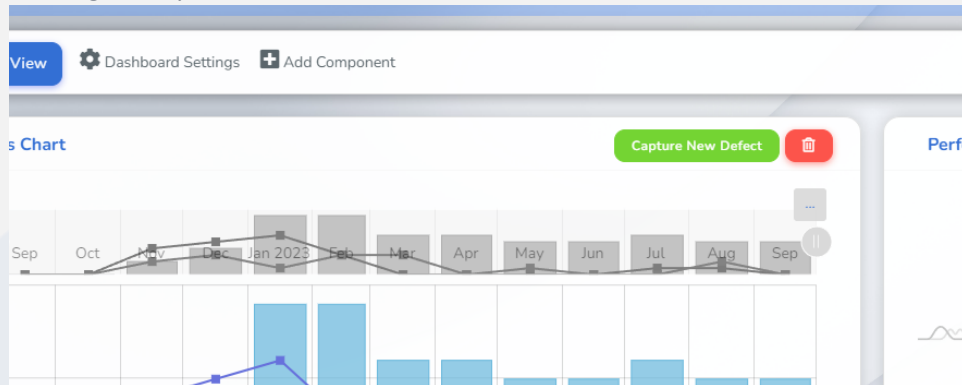 View Dashboard Settings Add Component
s Chart Capture New Defect Perf
...
Sep Oct Nov Dec Jan 2023 Feb Mar Apr May Jun Jul Aug Sep